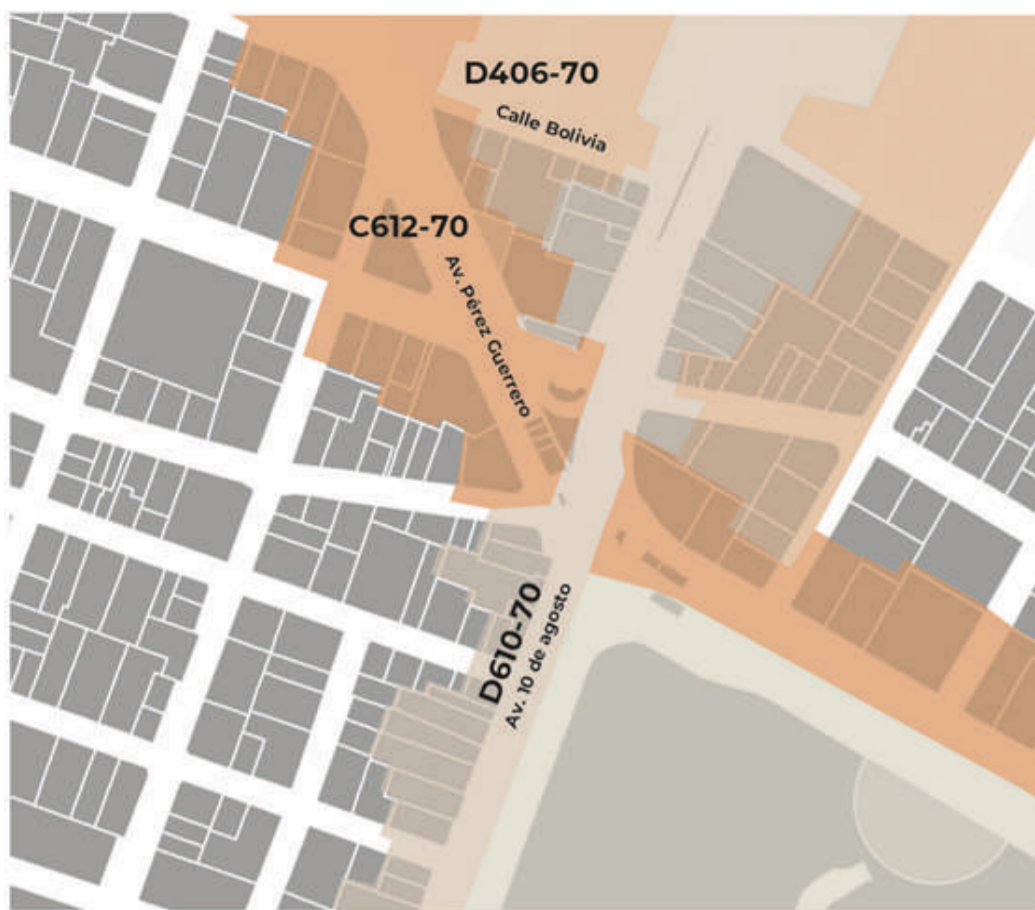 D406-70
Calle Bolivia
C612-70
Av. Pérez Guerrero
D610-70
Av. 10 de agosto